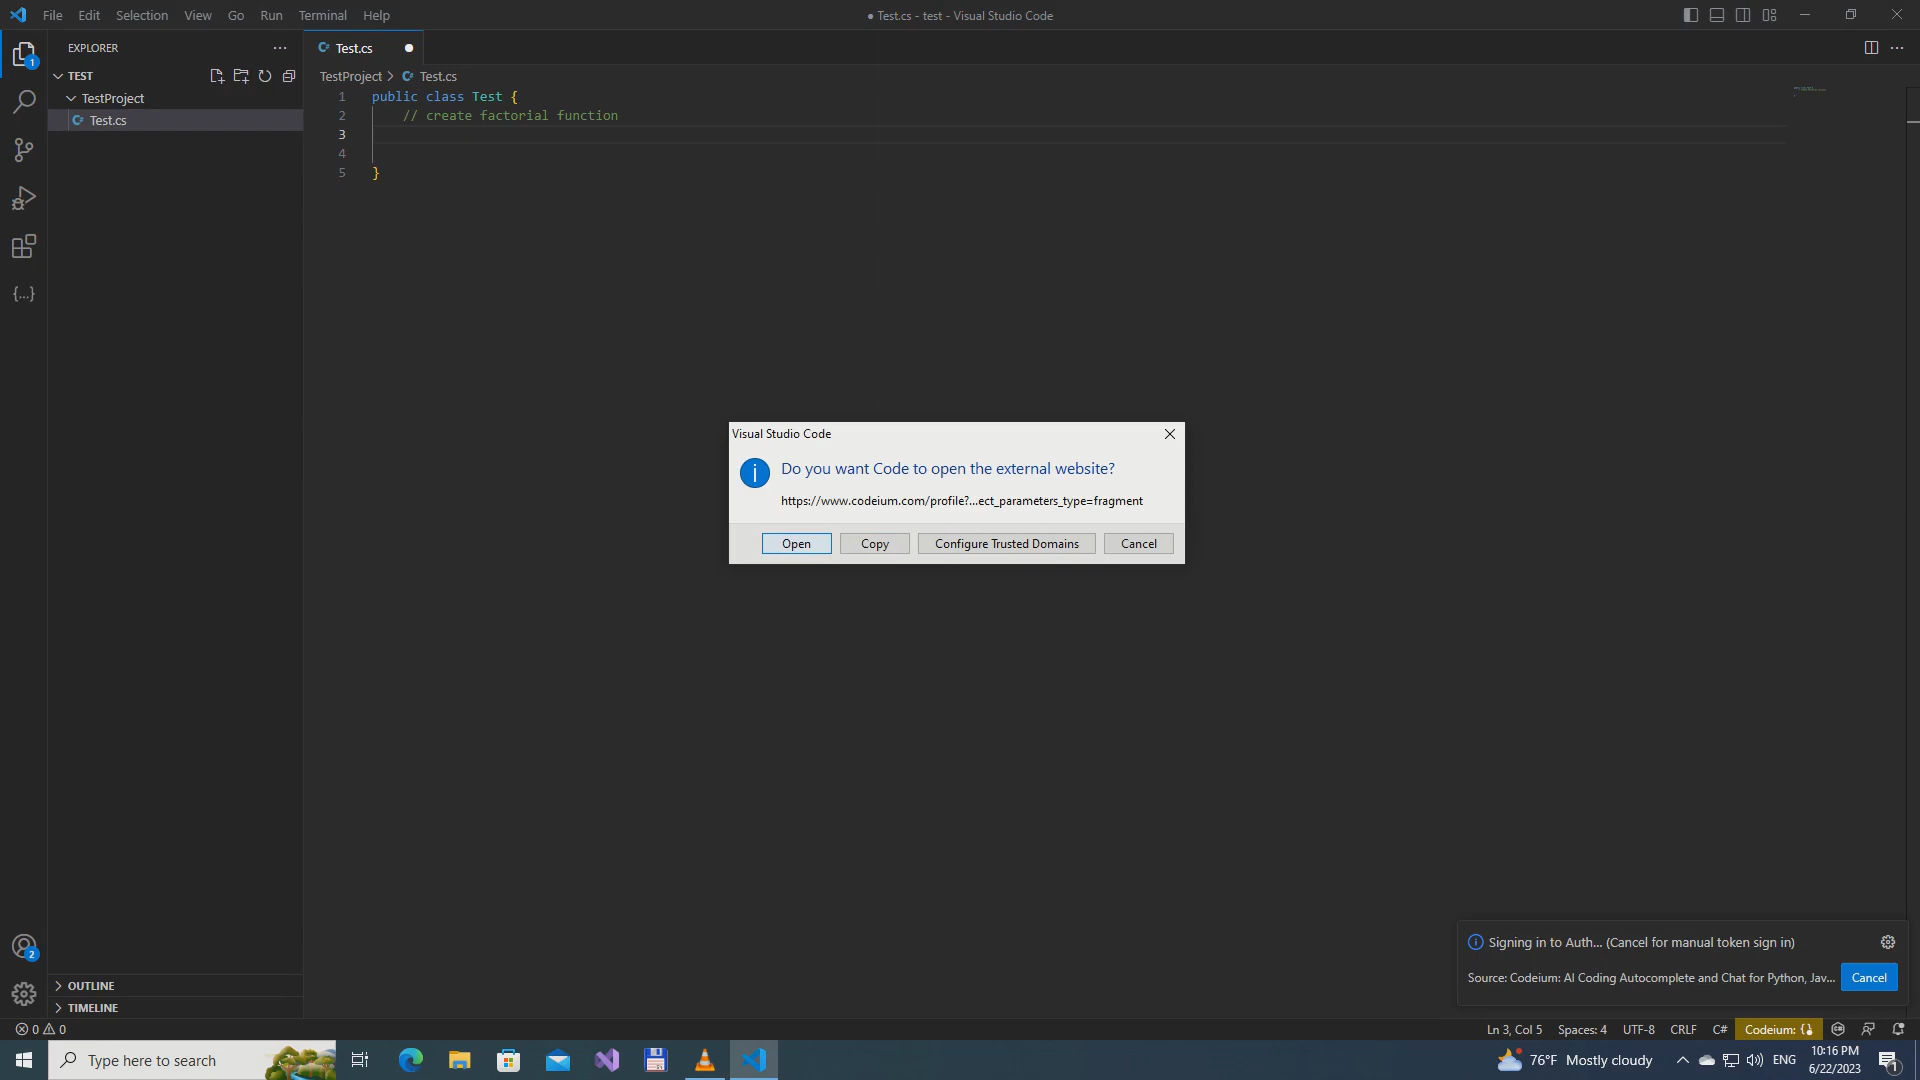 File Edit Selection View Go Run Terminal Help
● Test.cs - test - Visual Studio Code
EXPLORER
Test.cs
1
TEST
TestProject > Test.cs
TestProject
Test.cs
1 public class Test {
2 // create factorial function
3
4
5 }
{...}
Visual Studio Code
Do you want Code to open the external website?
https://www.codeium.com/profile?...ect_parameters_type=fragment
Open Copy Configure Trusted Domains Cancel
2
Signing in to Auth... (Cancel for manual token sign in)
Source: Codeium: AI Coding Autocomplete and Chat for Python, Jav... Cancel
OUTLINE
TIMELINE
0 0
Ln 3, Col 5 Spaces: 4 UTF-8 CRLF C# Codeium: {}
Type here to search
76°F Mostly cloudy
ENG
10:16 PM
6/22/2023
1